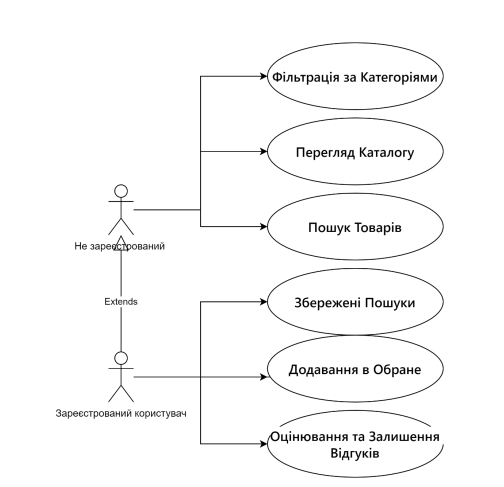 Фільтрація за Категоріями
Перегляд Каталогу
Пошук Товарів
Не зареєстрований
Extends
Збережені Пошуки
Додавання в Обране
Зареєстрований користувач
Оцінювання та Залишення
Відгуків